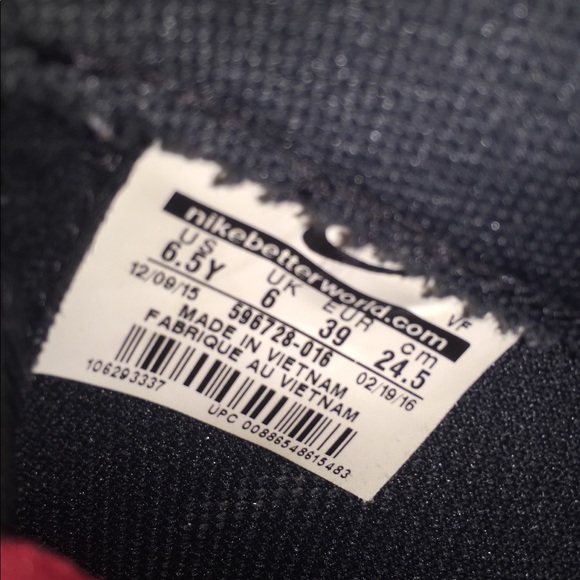 nikebetterworld.com
US UK EUR cm VF
6.5Y 6 39 24.5
12/09/15 596728-016 02/19/16
MADE IN VIETNAM
FABRIQUE AU VIETNAM
106293337
UPC 00886548615483